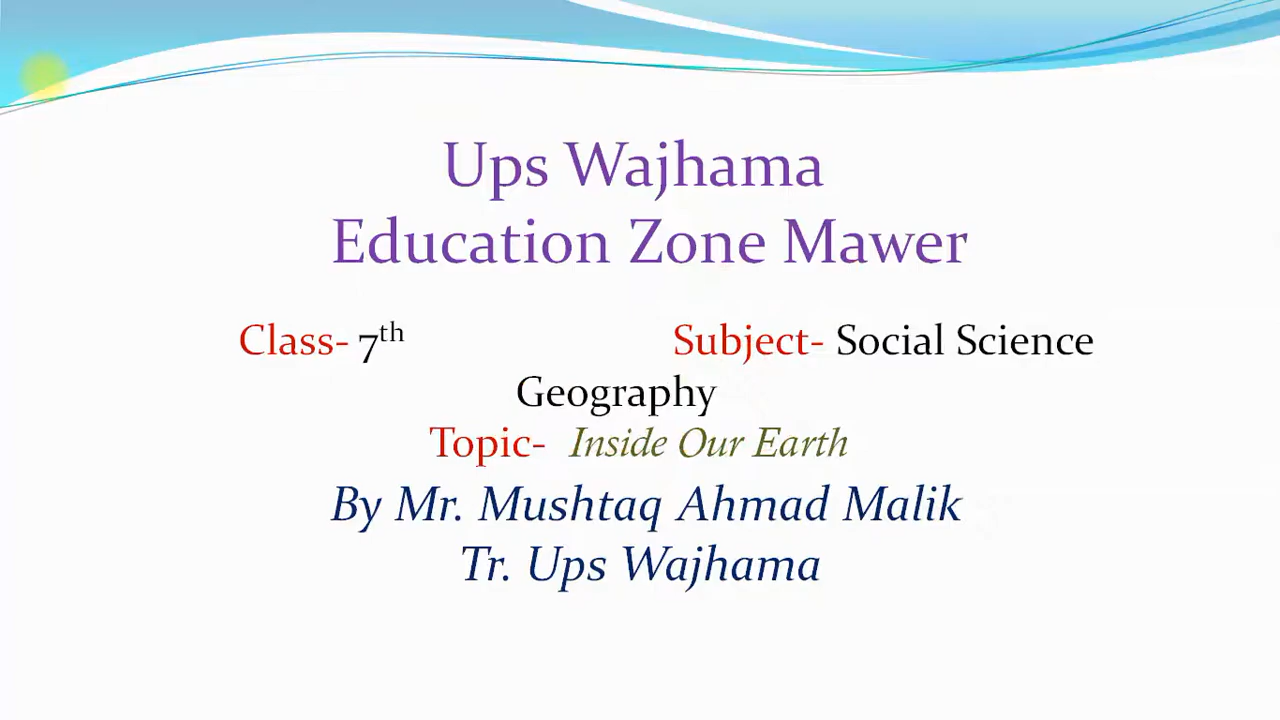 Ups Wajhama
Education Zone Mawer
Class- 7th Subject- Social Science
Geography
Topic- Inside Our Earth
By Mr. Mushtaq Ahmad Malik
Tr. Ups Wajhama